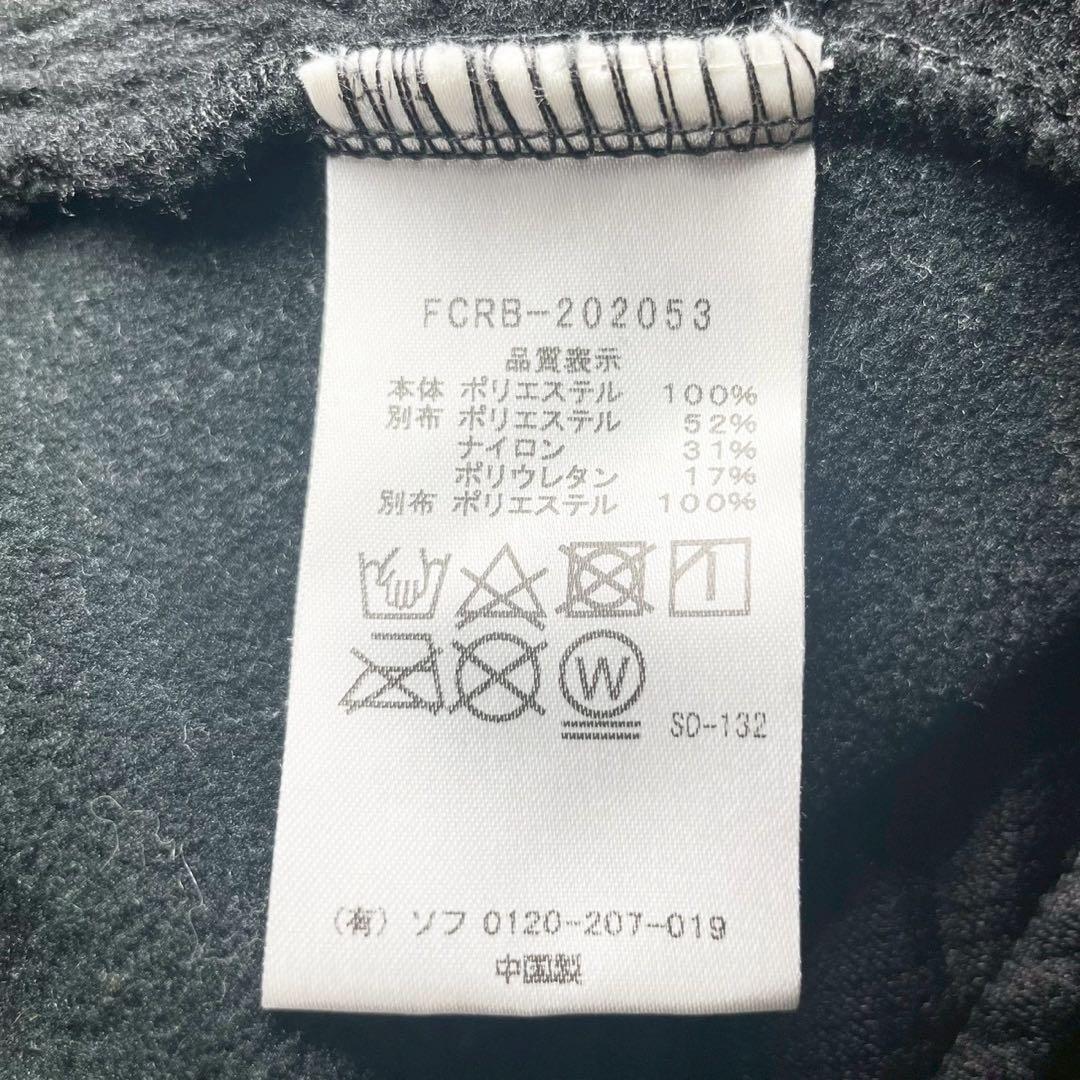 FCRB-202053
品質表示
本体 ポリエステル 100%
別布 ポリエステル 52%
ナイロン 31%
ポリウレタン 17%
別布 ポリエステル 100%
W
SD-132
(有) ソフ 0120-207-019
中国製